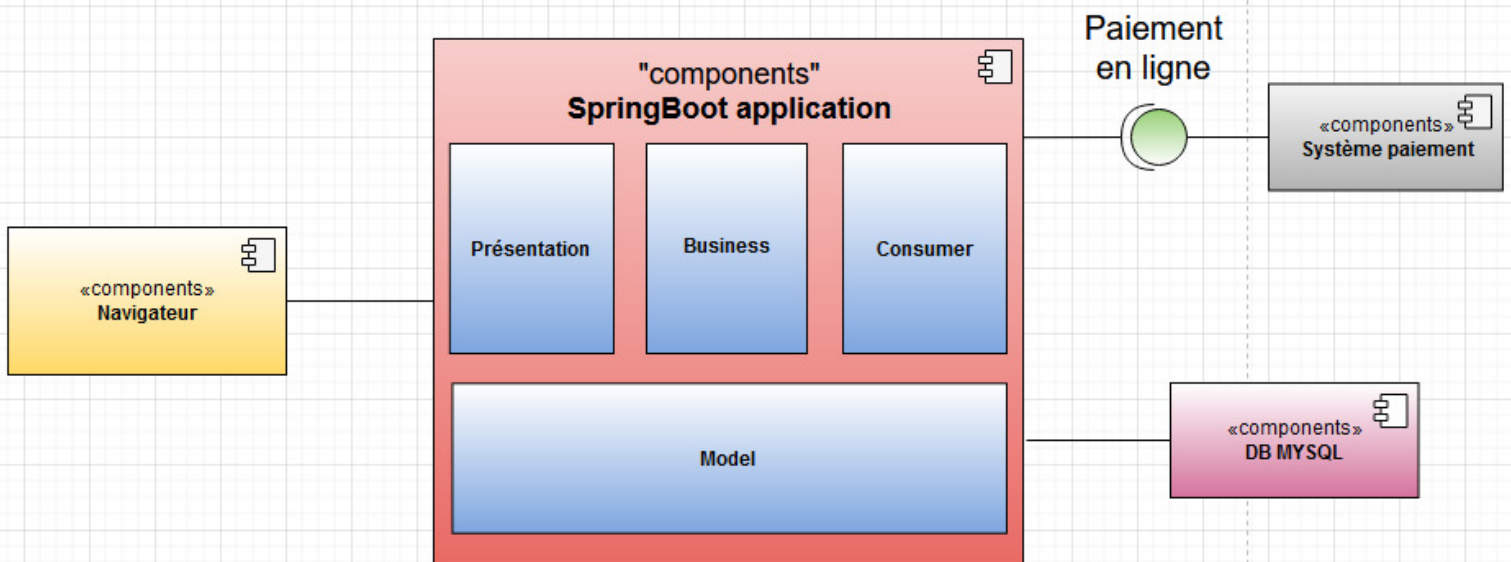 Paiement
en ligne
"components"
SpringBoot application
«components»
Système paiement
Présentation
Business
Consumer
«components»
Navigateur
Model
«components»
DB MYSQL